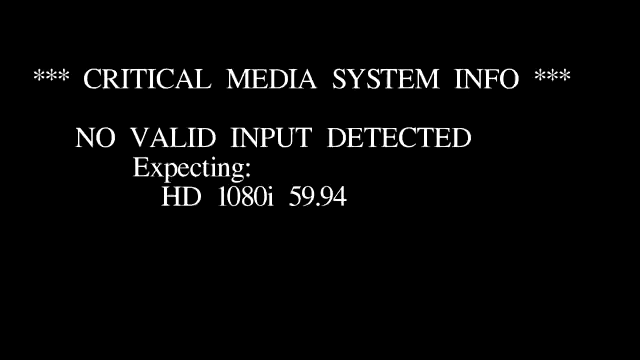 *** CRITICAL MEDIA SYSTEM INFO ***
NO VALID INPUT DETECTED
Expecting:
HD 1080i 59.94